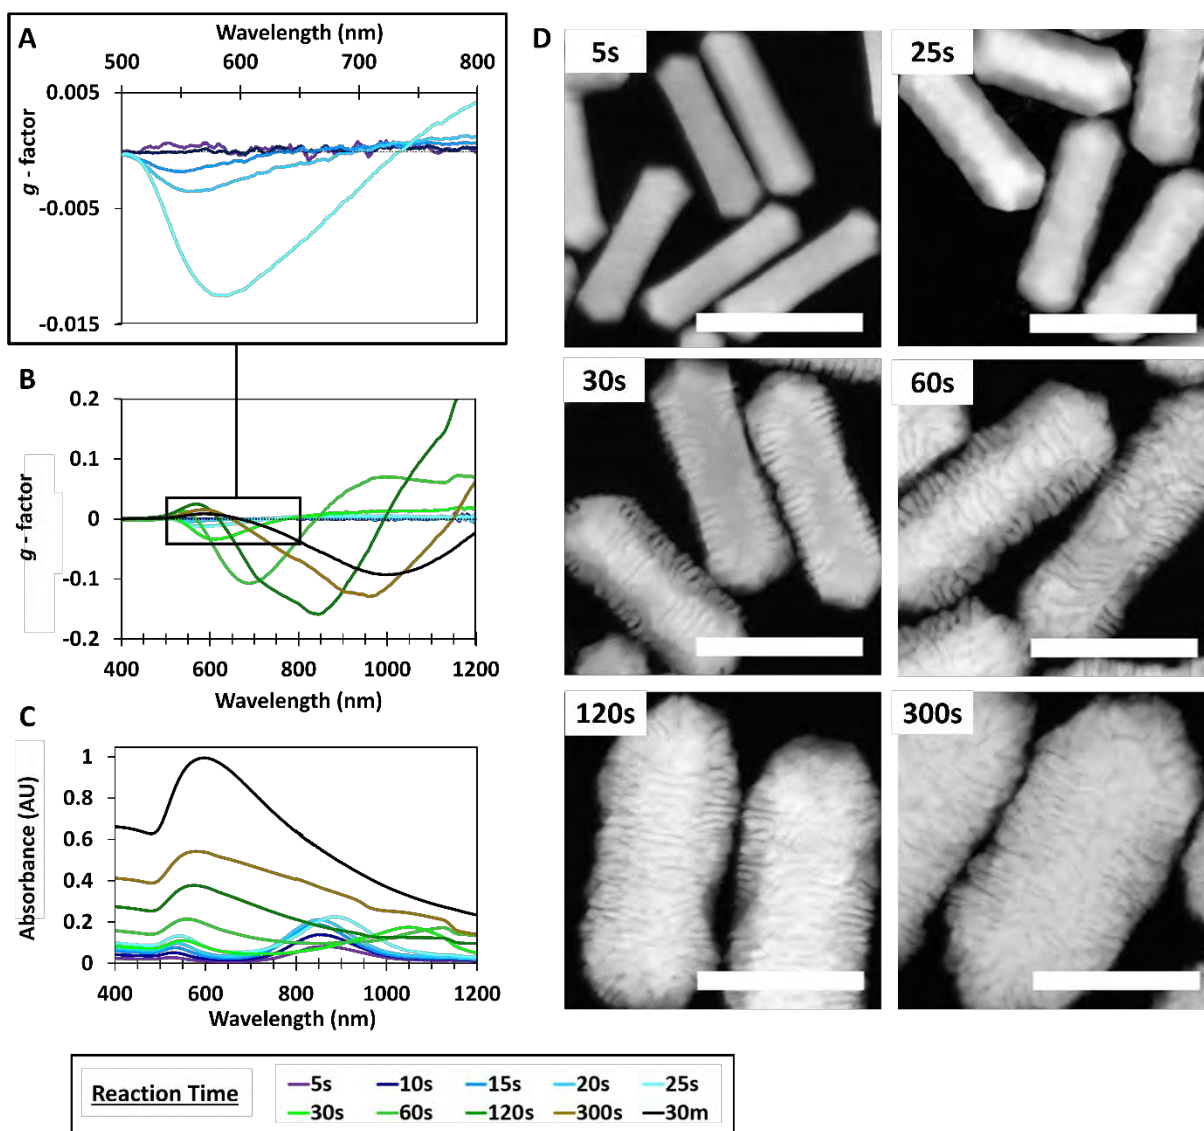 A
Wavelength (nm)
500 600 700 800
0.005
-0.005
-0.015
g - factor
B
0.2
0.1
0
-0.1
-0.2
g - factor
400 600 800 1000 1200
Wavelength (nm)
C
1
0.8
0.6
0.4
0.2
0
Absorbance (AU)
400 600 800 1000 1200
Wavelength (nm)
D
5s
25s
30s
60s
120s
300s
Reaction Time
5s 10s 15s 20s 25s
30s 60s 120s 300s 30m